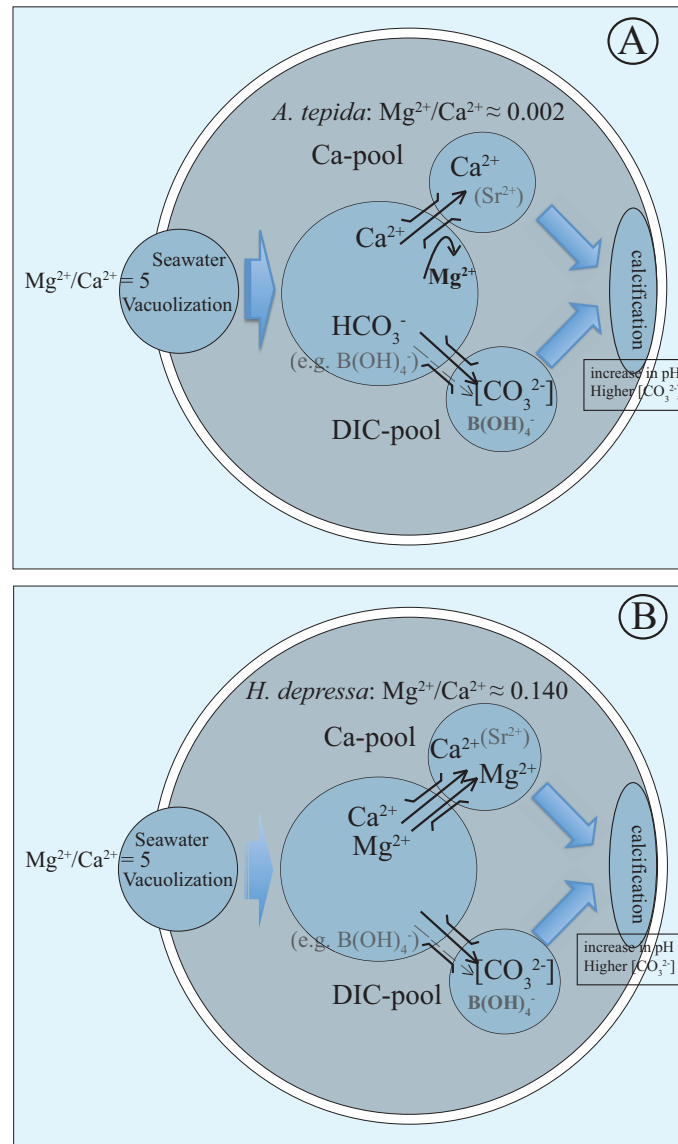 A
A. tepida: Mg²⁺/Ca²⁺ ≈ 0.002
Ca-pool
Ca²⁺
(Sr²⁺)
Ca²⁺
Mg²⁺
Seawater
Mg²⁺/Ca²⁺ = 5
Vacuolization
calcification
HCO₃⁻
(e.g. B(OH)₄⁻)
[CO₃²⁻]
B(OH)₄⁻
DIC-pool
increase in pH
Higher [CO₃²⁻]
B
H. depressa: Mg²⁺/Ca²⁺ ≈ 0.140
Ca-pool
Ca²⁺(Sr²⁺)
Mg²⁺
Ca²⁺
Mg²⁺
Seawater
Mg²⁺/Ca²⁺ = 5
Vacuolization
calcification
(e.g. B(OH)₄⁻)
[CO₃²⁻]
B(OH)₄⁻
DIC-pool
increase in pH
Higher [CO₃²⁻]